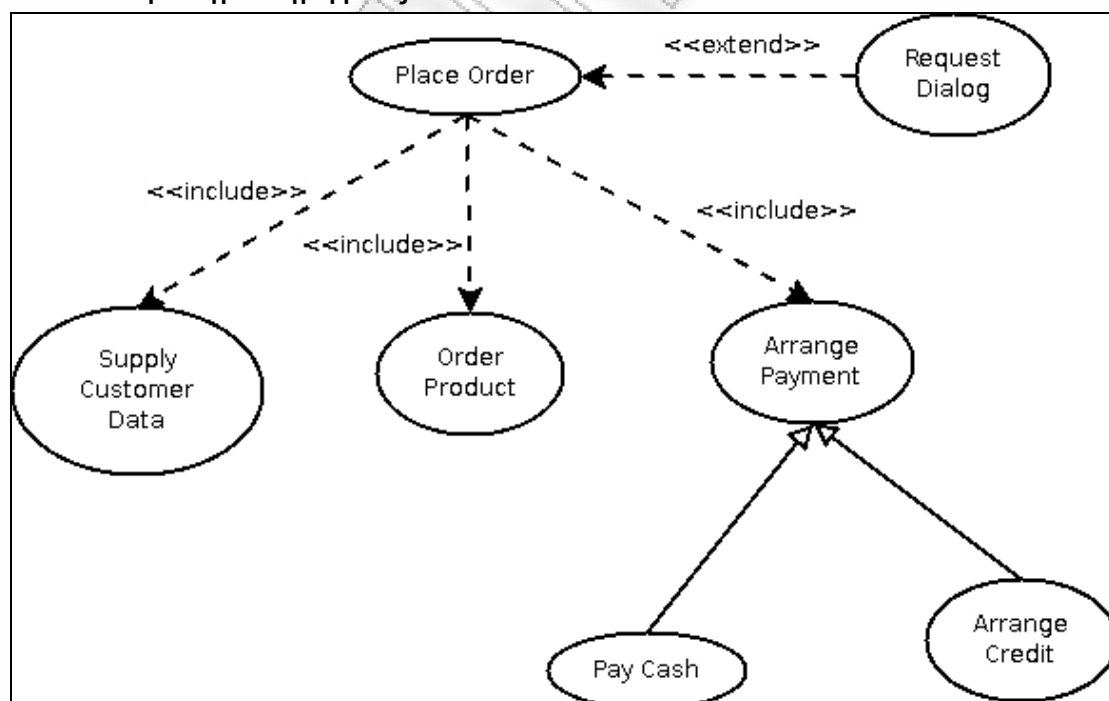 <<extend>>
Request
Dialog
Place Order
<<include>>
<<include>>
<<include>>
Supply
Customer
Data
Order
Product
Arrange
Payment
Pay Cash
Arrange
Credit